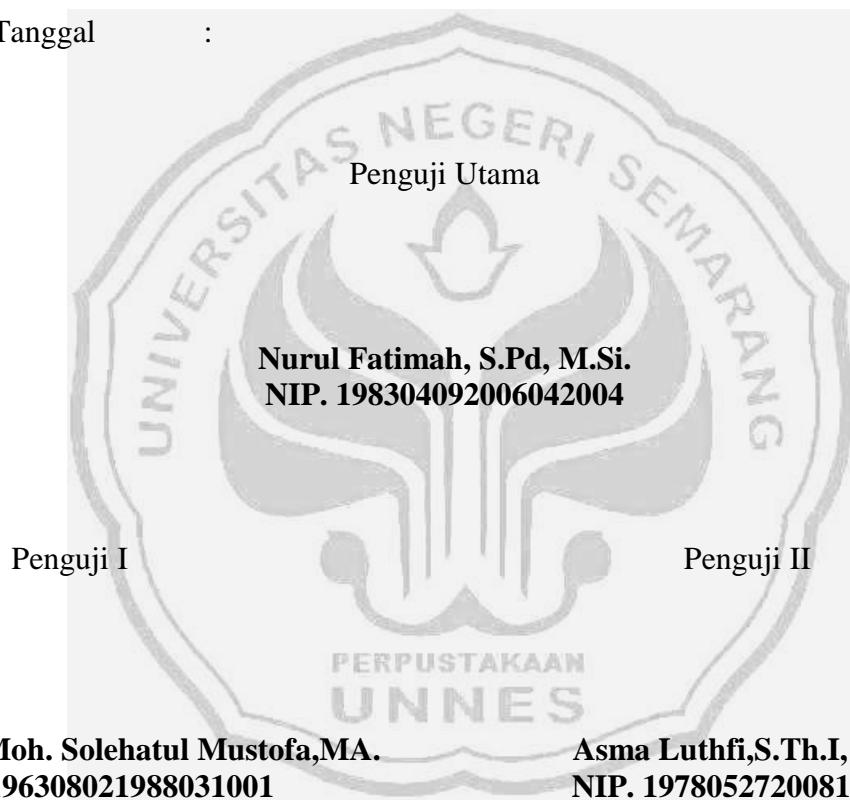 Tanggal :
UNIVERSITAS NEGERI SEMARANG
Penguji Utama
Nurul Fatimah, S.Pd, M.Si.
NIP. 198304092006042004
Penguji I Penguji II
PERPUSTAKAAN
UNNES
Moh. Solehatul Mustofa,MA. Asma Luthfi,S.Th.I,
196308021988031001 NIP. 1978052720081